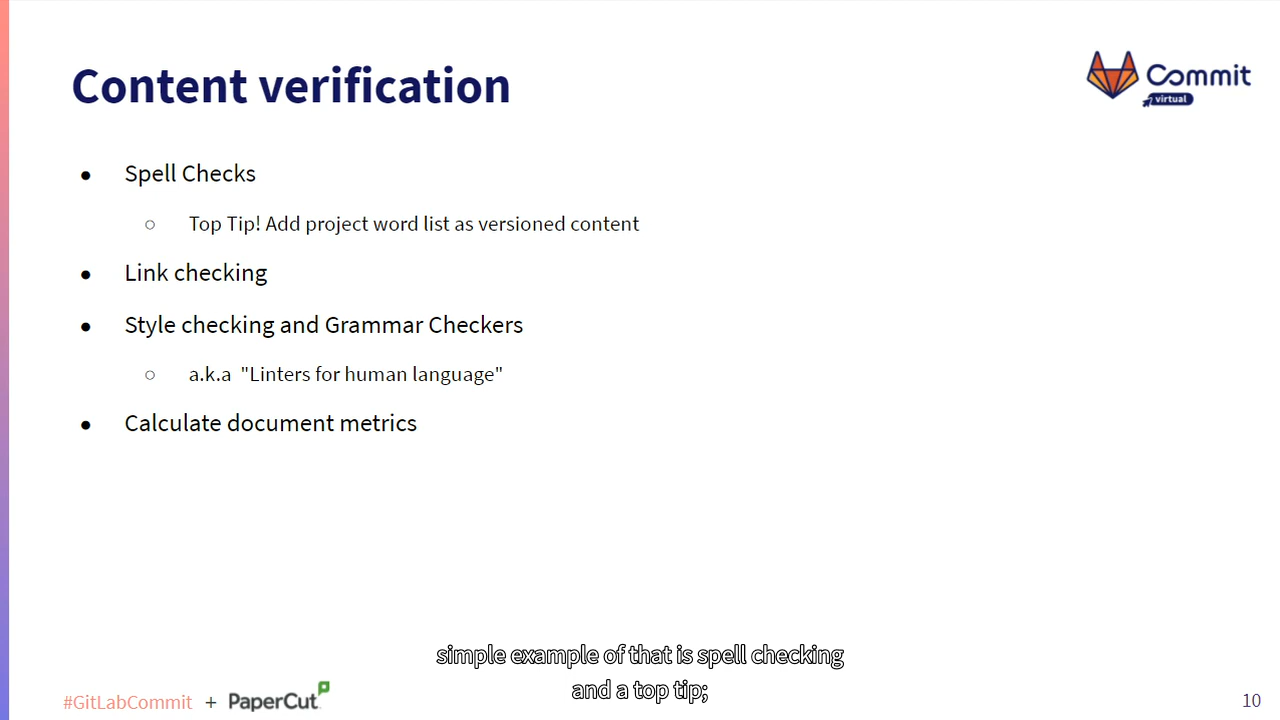 Content verification
Commit
virtual
● Spell Checks
○ Top Tip! Add project word list as versioned content
● Link checking
● Style checking and Grammar Checkers
○ a.k.a "Linters for human language"
● Calculate document metrics
simple example of that is spell checking
and a top tip;
#GitLabCommit + PaperCut
10